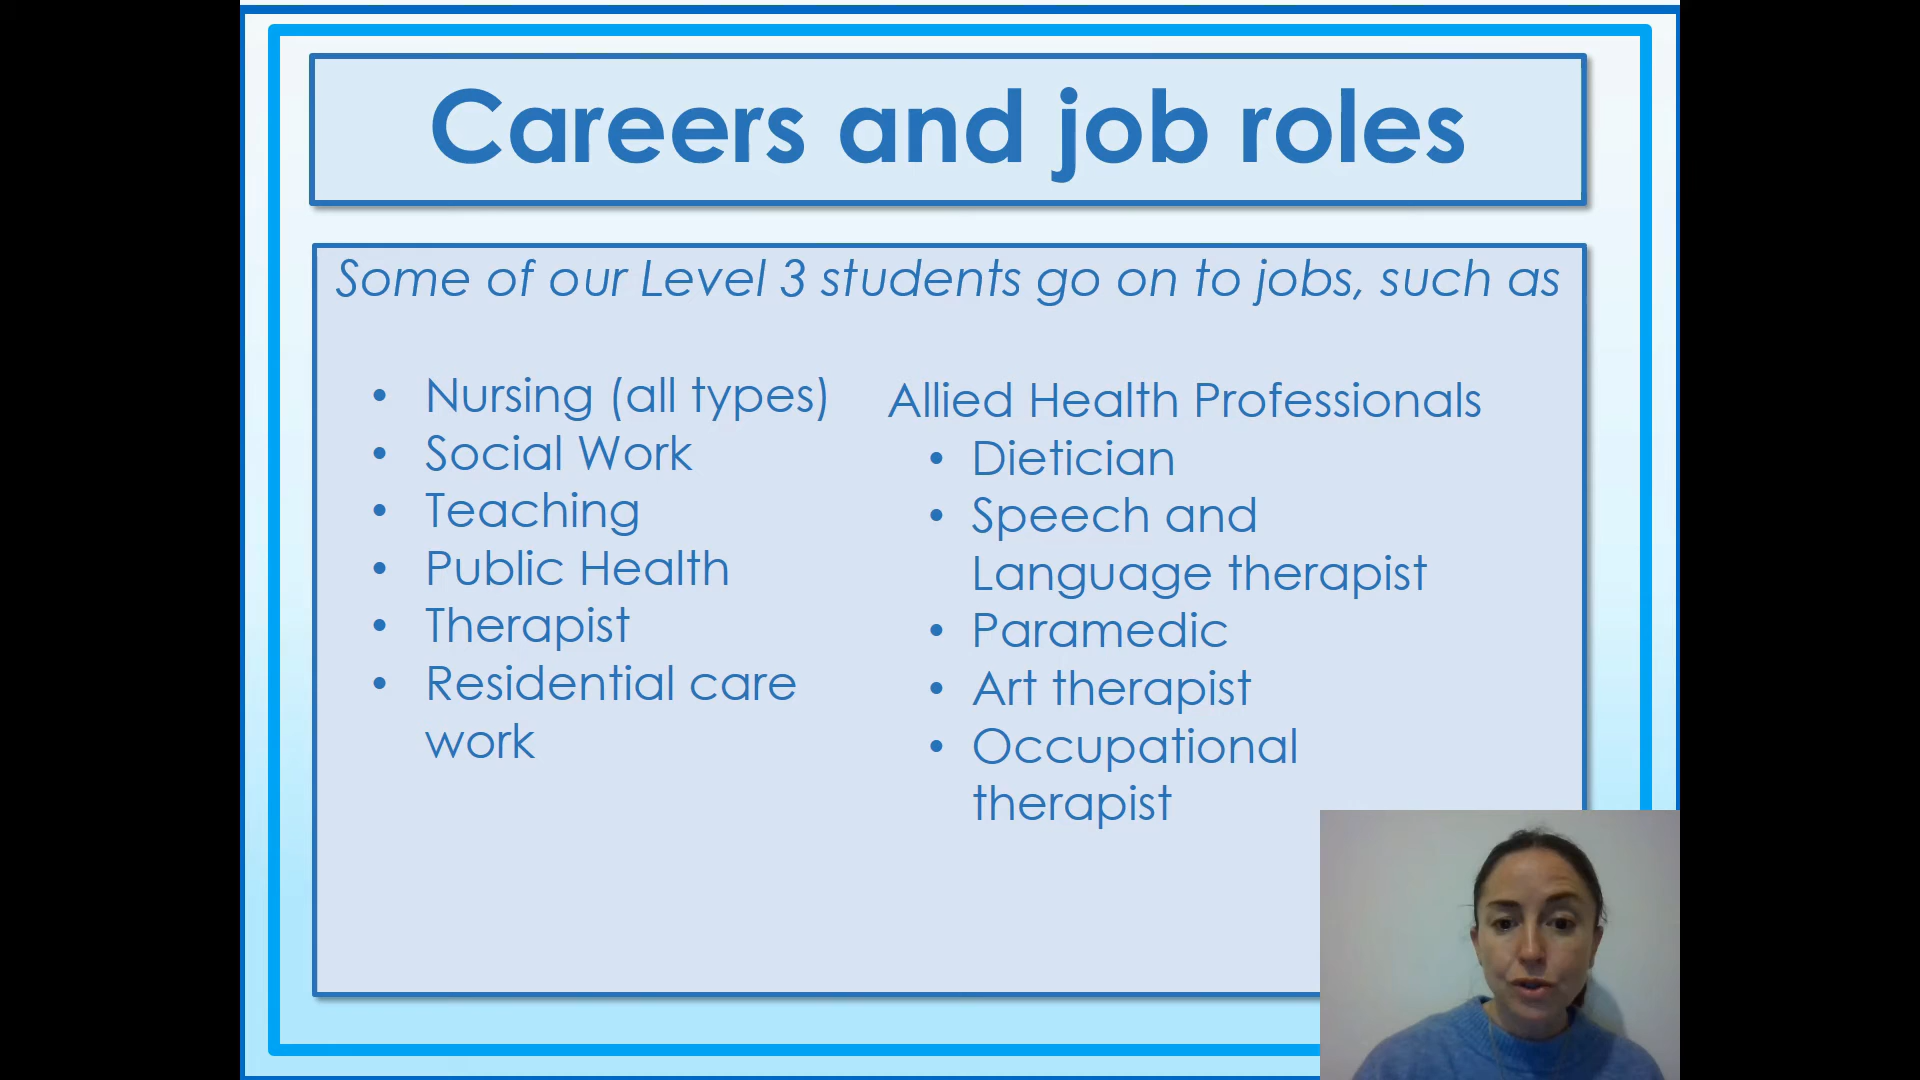 Careers and job roles
Some of our Level 3 students go on to jobs, such as
• Nursing (all types)
• Social Work
• Teaching
• Public Health
• Therapist
• Residential care
work
Allied Health Professionals
• Dietician
• Speech and
Language therapist
• Paramedic
• Art therapist
• Occupational
therapist